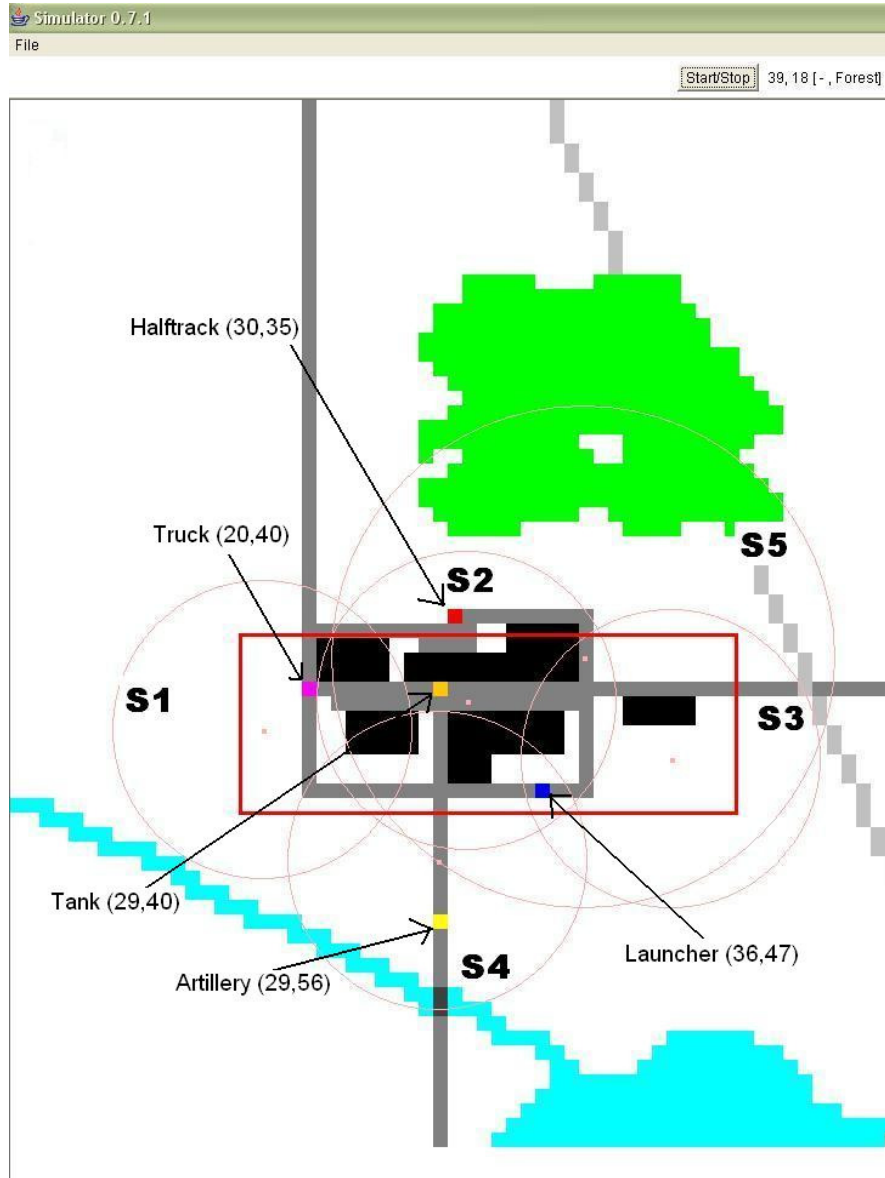 Simulator 0.7.1
File
Start/Stop 39, 18 [ - , Forest]
Halftrack (30,35)
Truck (20,40)
S5
S2
S1
S3
Tank (29,40)
Launcher (36,47)
S4
Artillery (29,56)